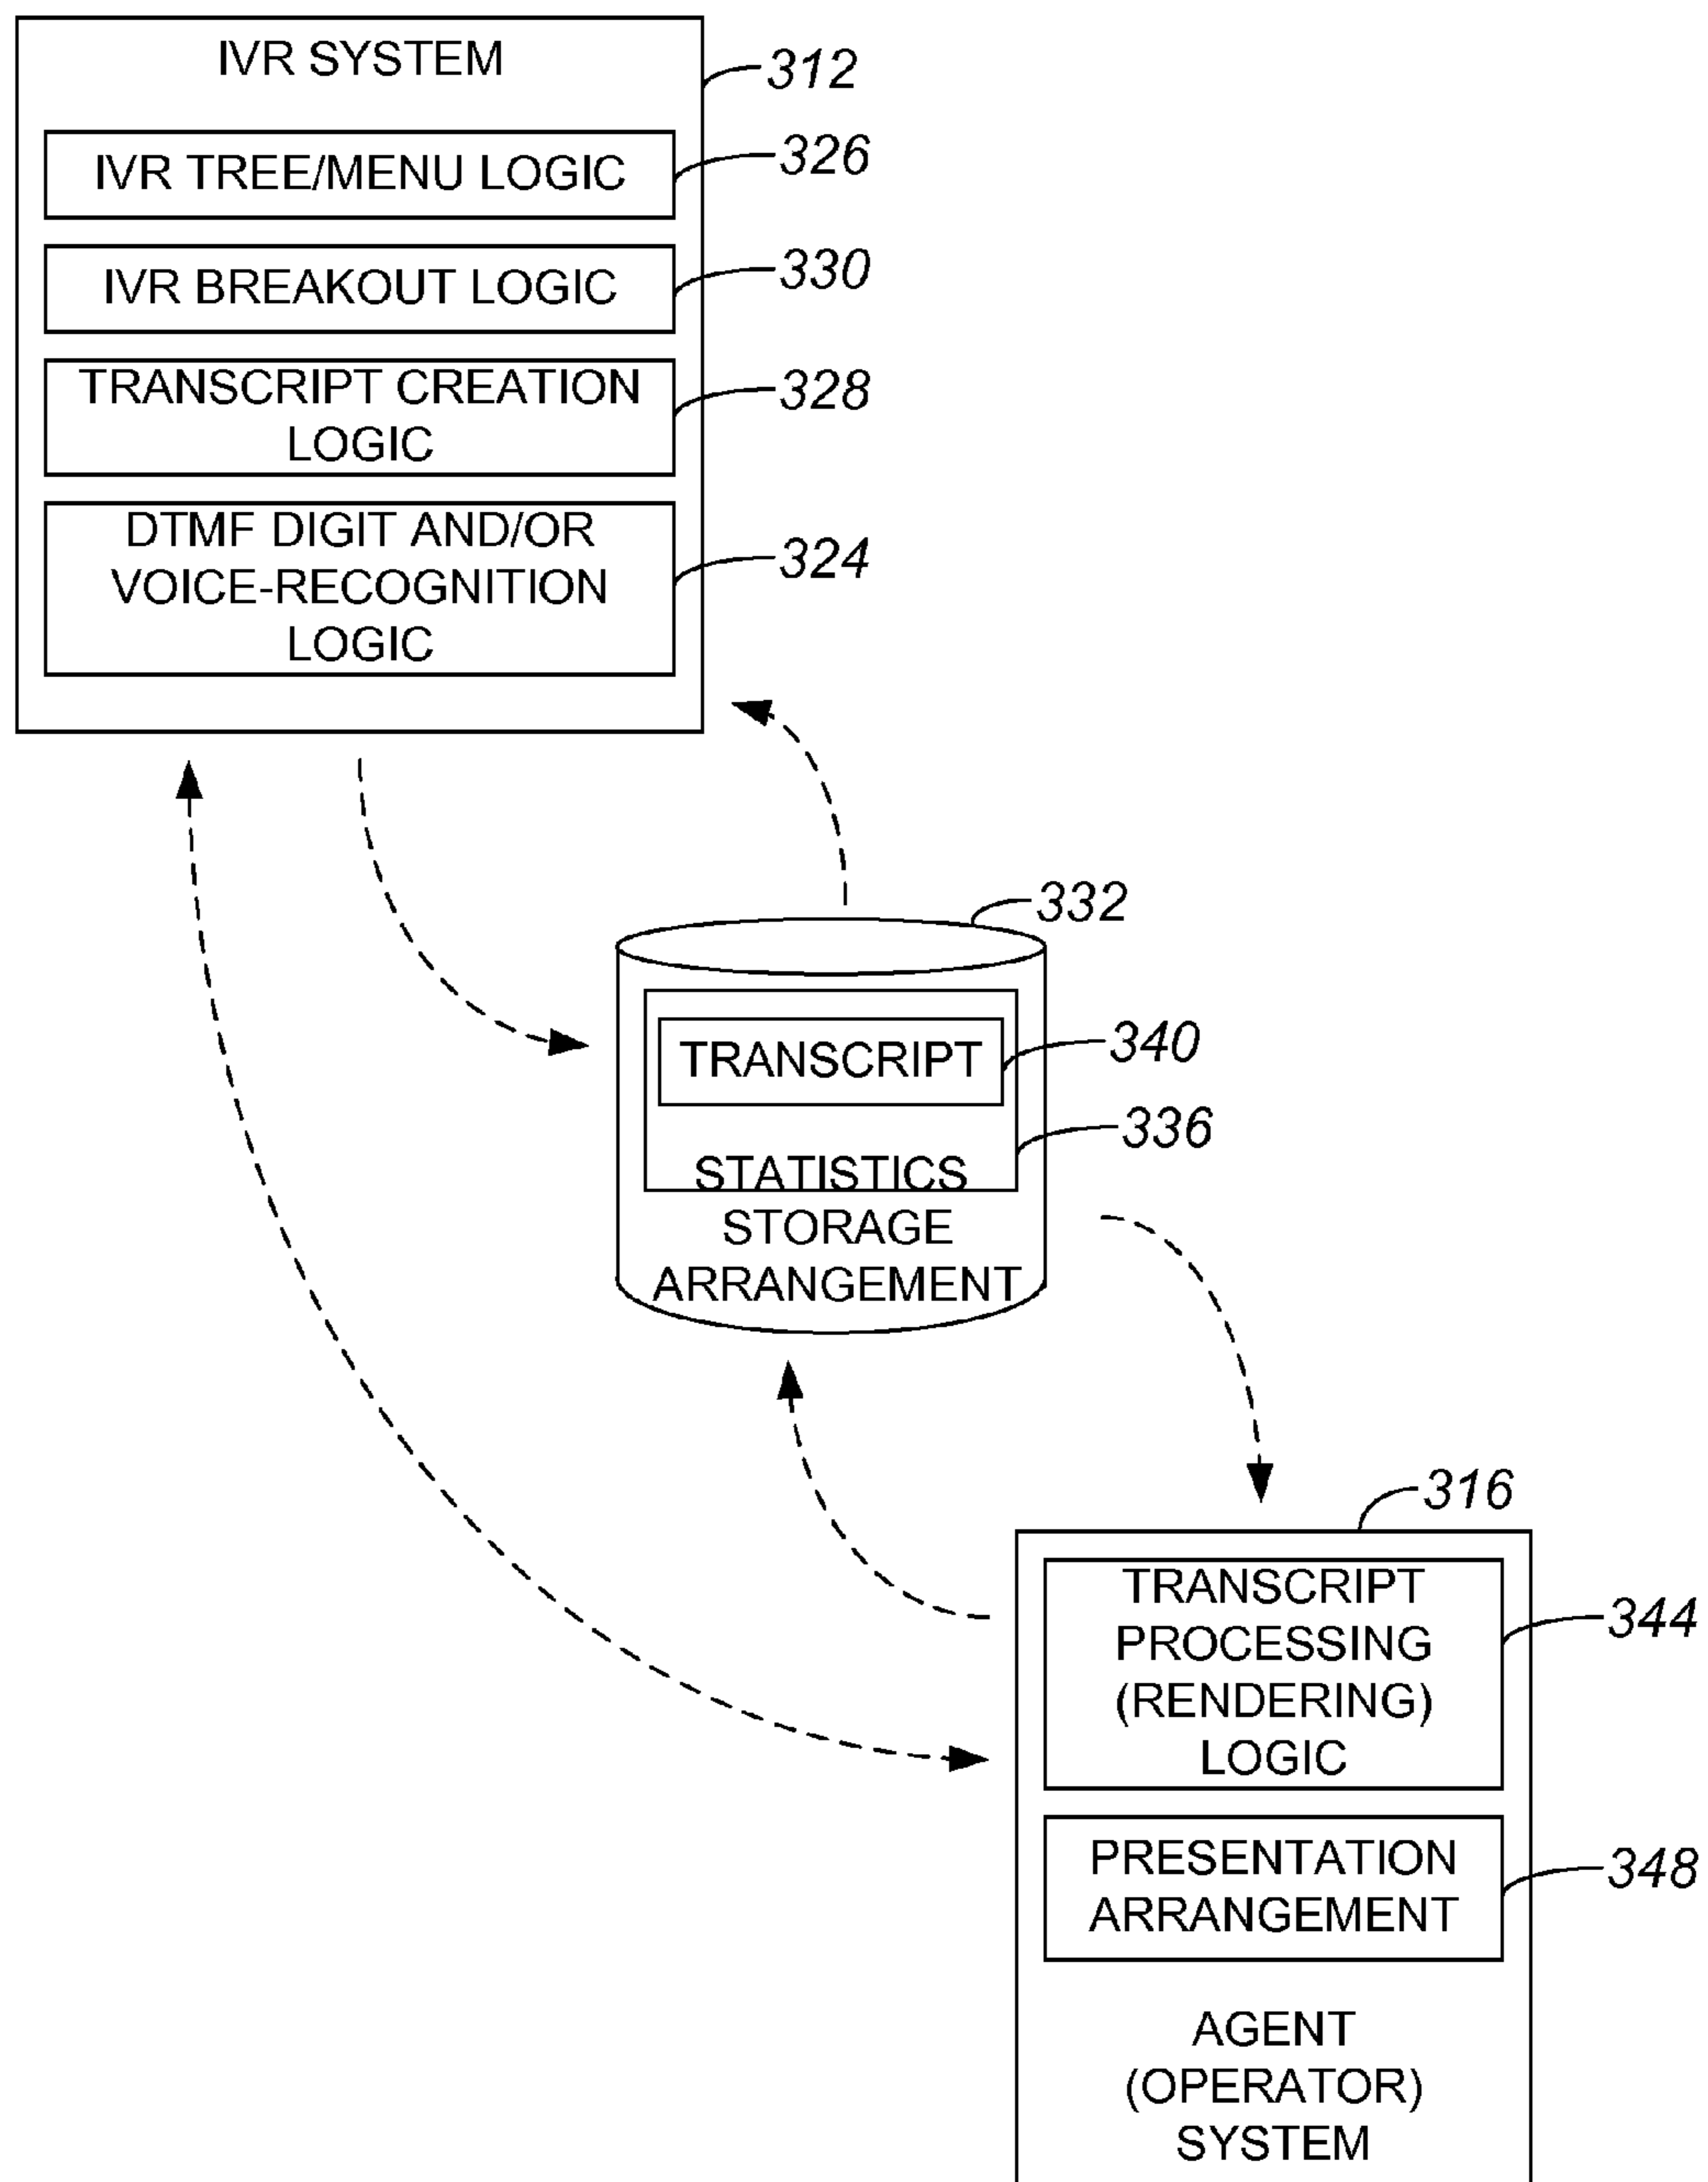 IVR SYSTEM
312
IVR TREE/MENU LOGIC
326
IVR BREAKOUT LOGIC
330
TRANSCRIPT CREATION
LOGIC
328
DTMF DIGIT AND/OR
VOICE-RECOGNITION
LOGIC
324
332
TRANSCRIPT
340
336
STATISTICS
STORAGE
ARRANGEMENT
316
TRANSCRIPT
PROCESSING
(RENDERING)
LOGIC
344
PRESENTATION
ARRANGEMENT
348
AGENT
(OPERATOR)
SYSTEM